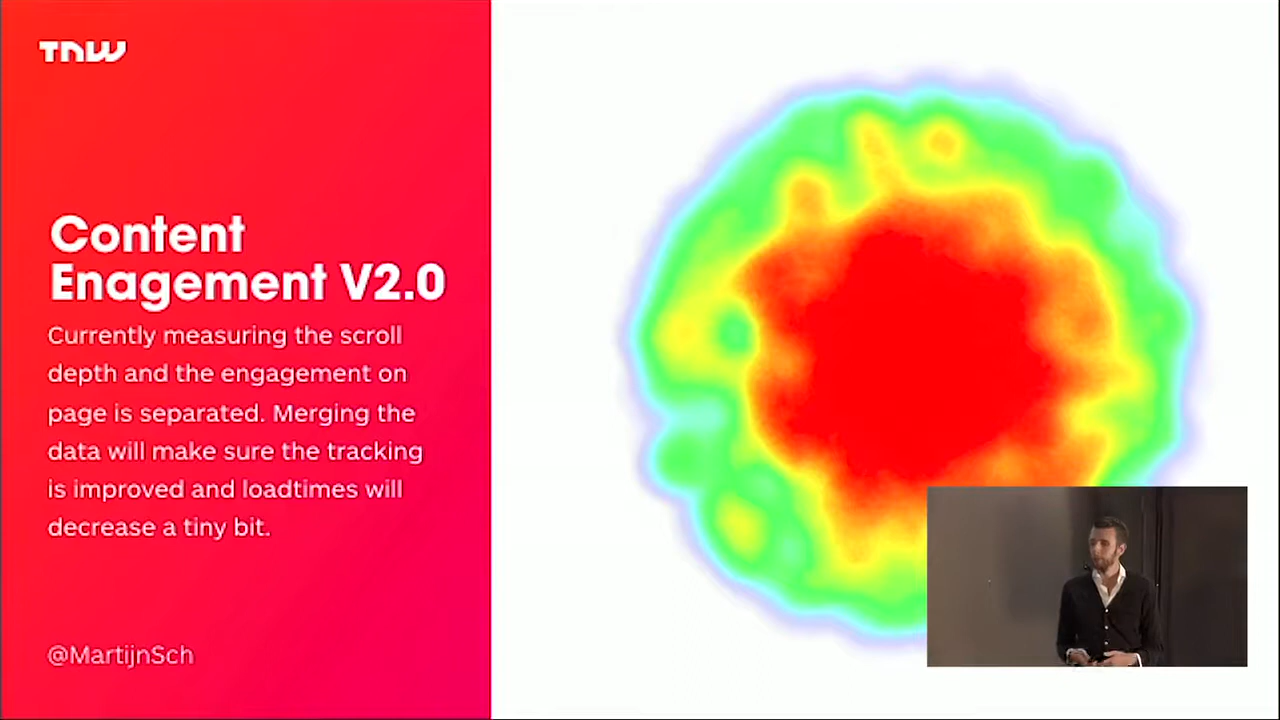 TNW
Content
Enagement V2.0
Currently measuring the scroll
depth and the engagement on
page is separated. Merging the
data will make sure the tracking
is improved and loadtimes will
decrease a tiny bit.
@MartijnSch